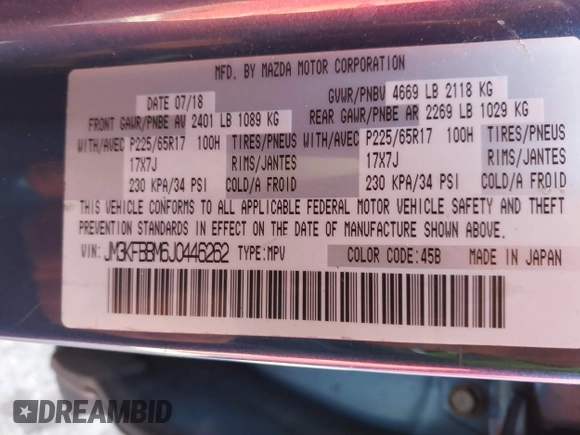 MFD. BY MAZDA MOTOR CORPORATION
DATE 07/18 GVWR/PNBV 4669 LB 2118 KG
FRONT GAWR/PNBE AV 2401 LB 1089 KG REAR GAWR/PNBE AR 2269 LB 1029 KG
WITH/AVEC P225/65R17 100H TIRES/PNEUS WITH/AVEC P225/65R17 100H TIRES/PNEUS
17X7J RIMS/JANTES 17X7J RIMS/JANTES
230 KPA/34 PSI COLD/A FROID 230 KPA/34 PSI COLD/A FROID
THIS VEHICLE CONFORMS TO ALL APPLICABLE FEDERAL MOTOR VEHICLE SAFETY AND THEFT
PREVENTION STANDARDS IN EFFECT ON THE DATE OF MANUFACTURE SHOWN ABOVE.
VIN: JM3KFBBM6J0446262 TYPE:MPV COLOR CODE:45B MADE IN JAPAN
DREAMBID